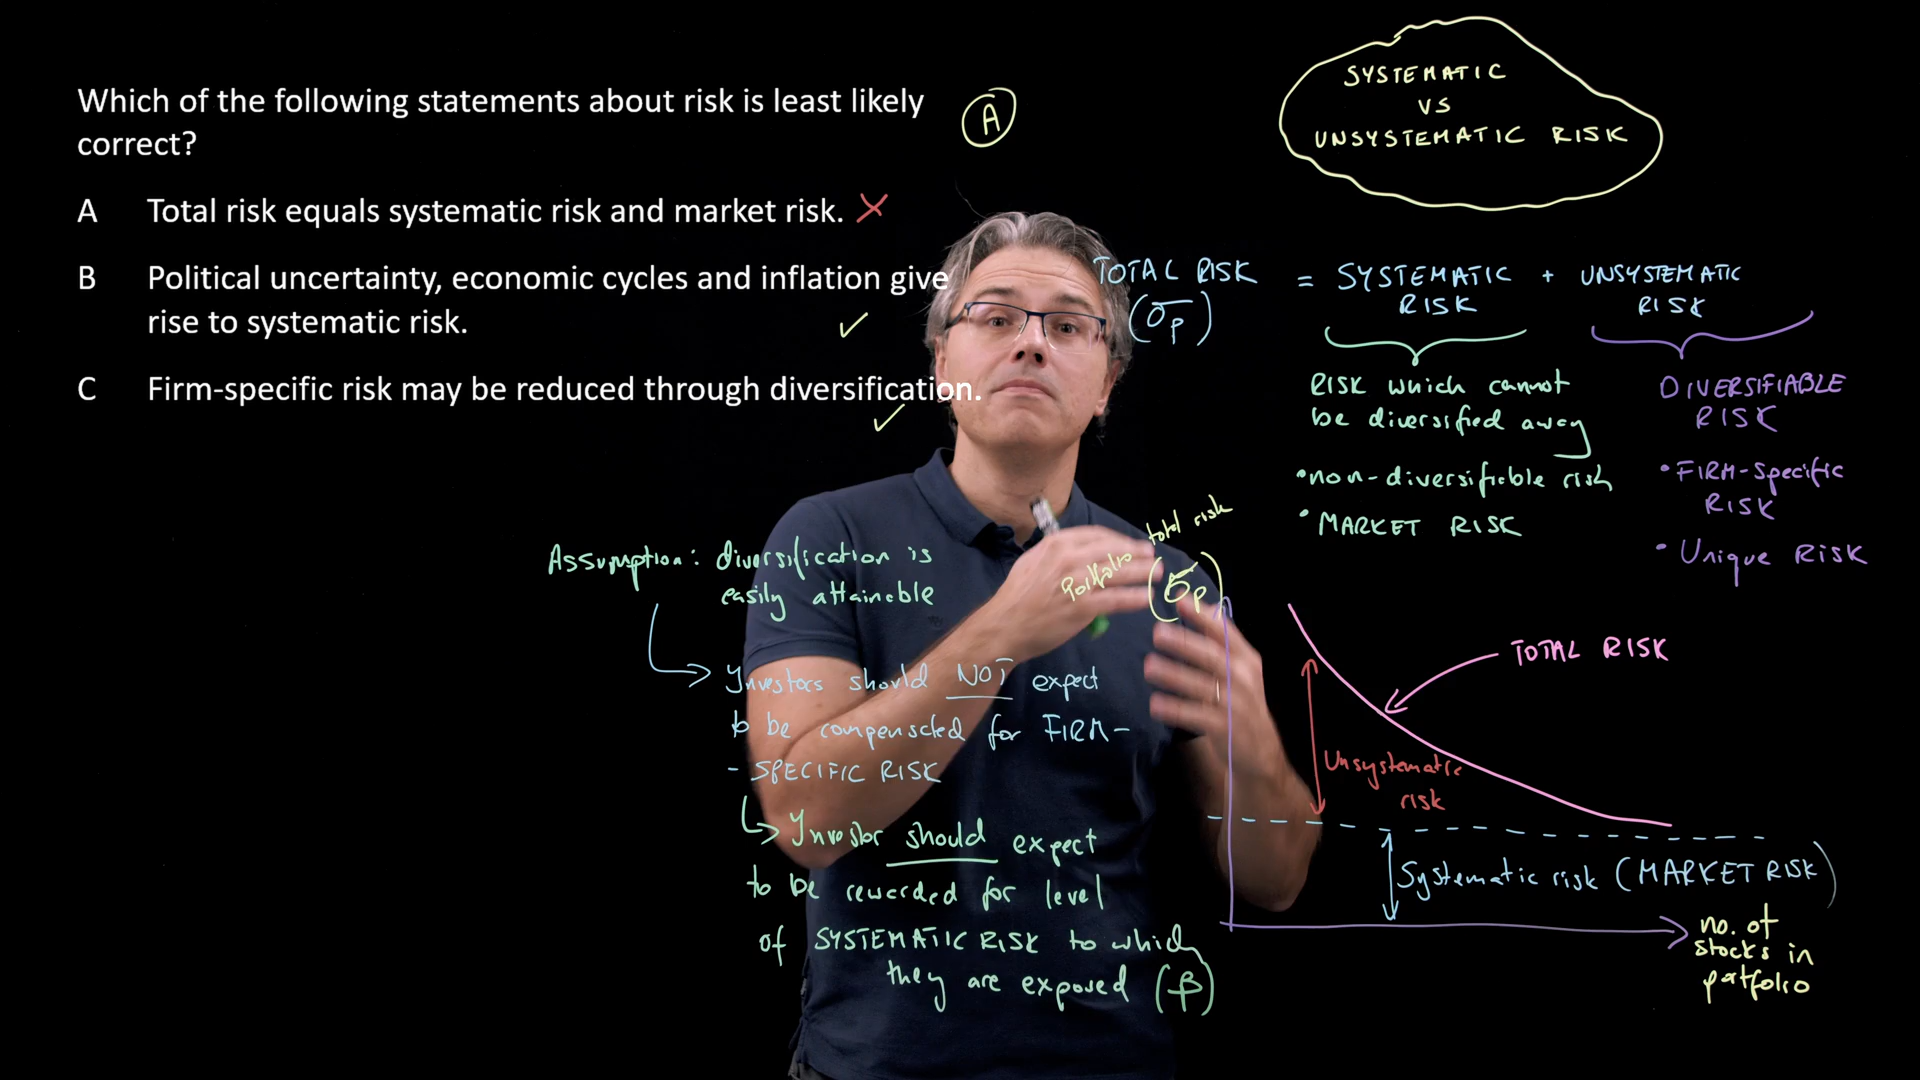 Which of the following statements about risk is least likely
correct?
A Total risk equals systematic risk and market risk. ✗
B Political uncertainty, economic cycles and inflation give
rise to systematic risk. ✓
C Firm-specific risk may be reduced through diversification. ✓
A
SYSTEMATIC
VS
UNSYSTEMATIC RISK
TOTAL RISK = SYSTEMATIC + UNSYSTEMATIC
(σp) RISK RISK
RISK which cannot
be diversified away
• non-diversifiable risk
• MARKET RISK
DIVERSIFIABLE
RISK
• FIRM-Specific
RISK
• Unique RISK
Assumption: diversification is
easily attainable
Investors should NOT expect
to be compensated for FIRM-
- SPECIFIC RISK
Investor should expect
to be rewarded for level
of SYSTEMATIC RISK to which
they are exposed (β)
Portfolio total risk
(σp)
TOTAL RISK
Unsystematic
risk
Systematic risk (MARKET RISK)
no. of
stocks in
portfolio